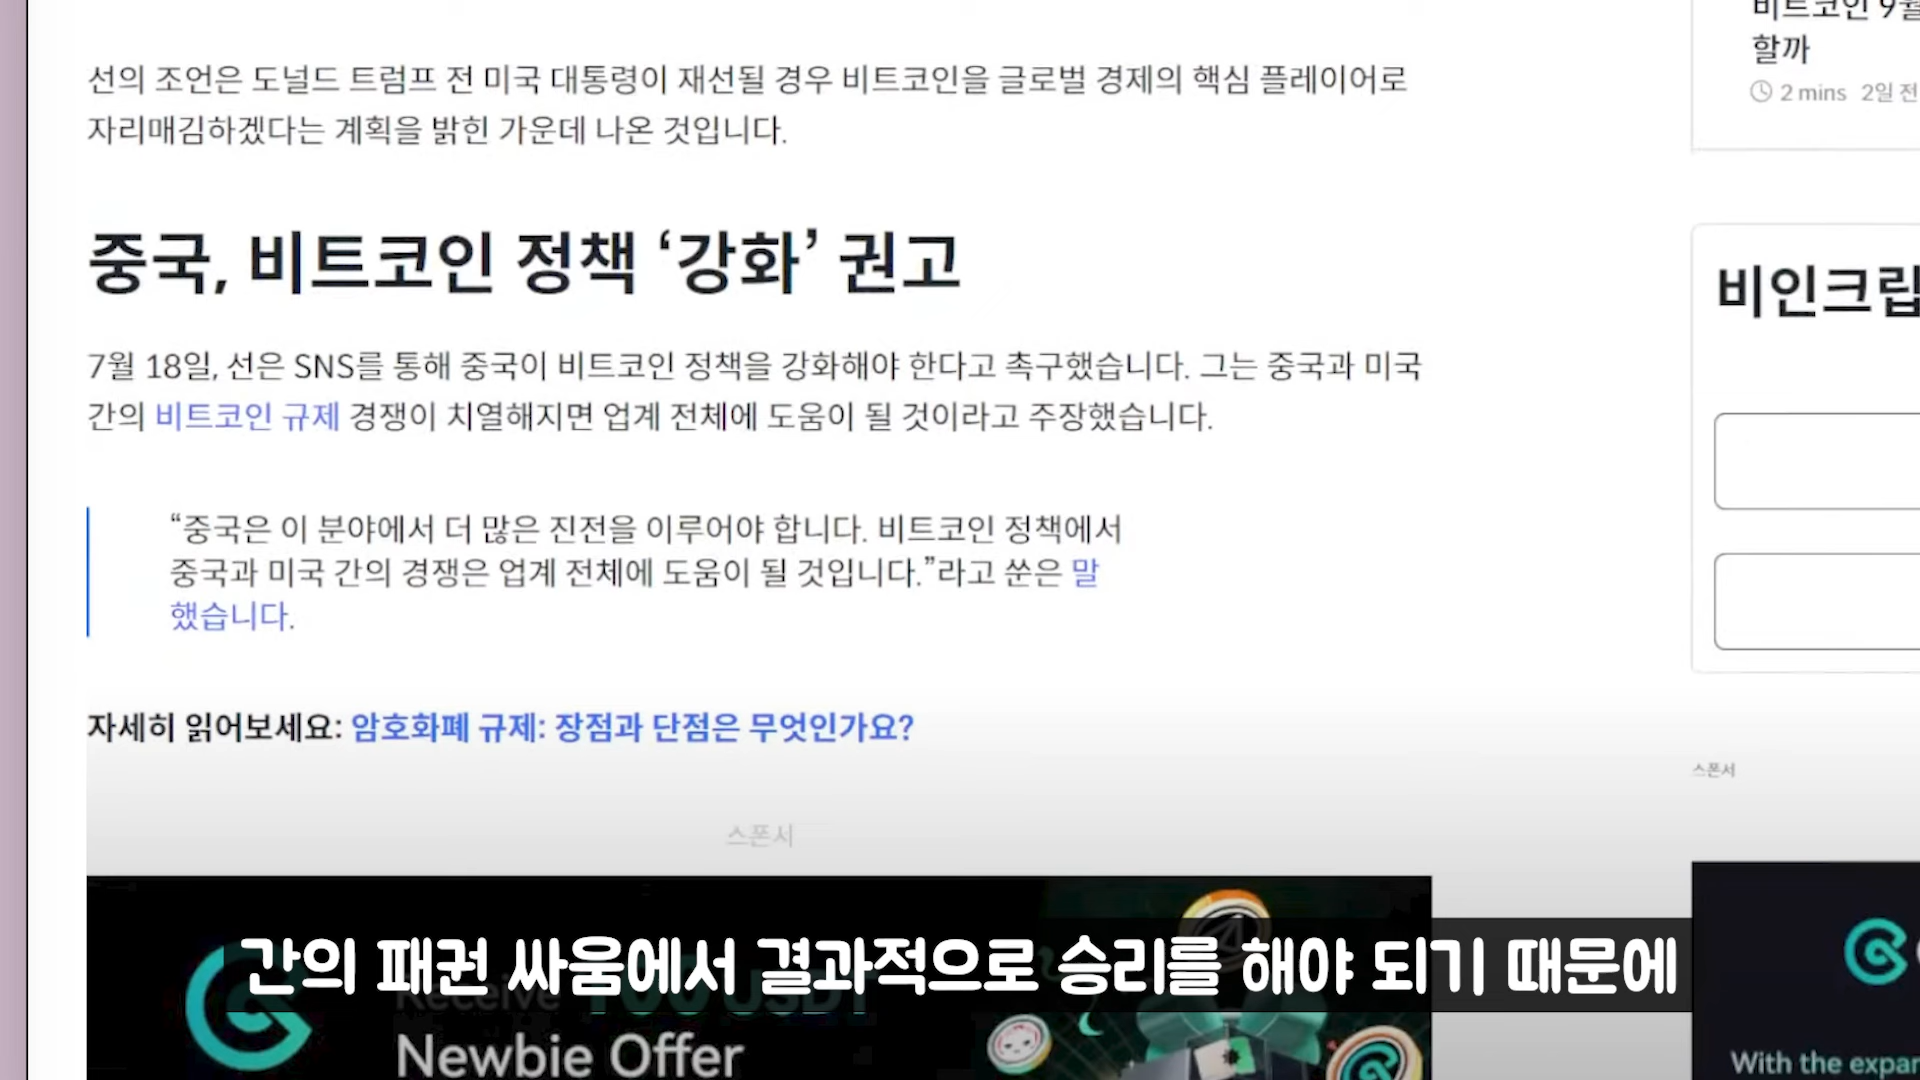 선의 조언은 도널드 트럼프 전 미국 대통령이 재선될 경우 비트코인을 글로벌 경제의 핵심 플레이어로
자리매김하겠다는 계획을 밝힌 가운데 나온 것입니다.
중국, 비트코인 정책 ‘강화’ 권고
7월 18일, 선은 SNS를 통해 중국이 비트코인 정책을 강화해야 한다고 촉구했습니다. 그는 중국과 미국
간의 비트코인 규제 경쟁이 치열해지면 업계 전체에 도움이 될 것이라고 주장했습니다.
“중국은 이 분야에서 더 많은 진전을 이루어야 합니다. 비트코인 정책에서
중국과 미국 간의 경쟁은 업계 전체에 도움이 될 것입니다.”라고 쑨은 말
했습니다.
자세히 읽어보세요: 암호화폐 규제: 장점과 단점은 무엇인가요?
스폰서
Receive 100 USDT
Newbie Offer
간의 패권 싸움에서 결과적으로 승리를 해야 되기 때문에
비트코인 9월
할까
2 mins 2일 전
비인크립
스폰서
With the expan